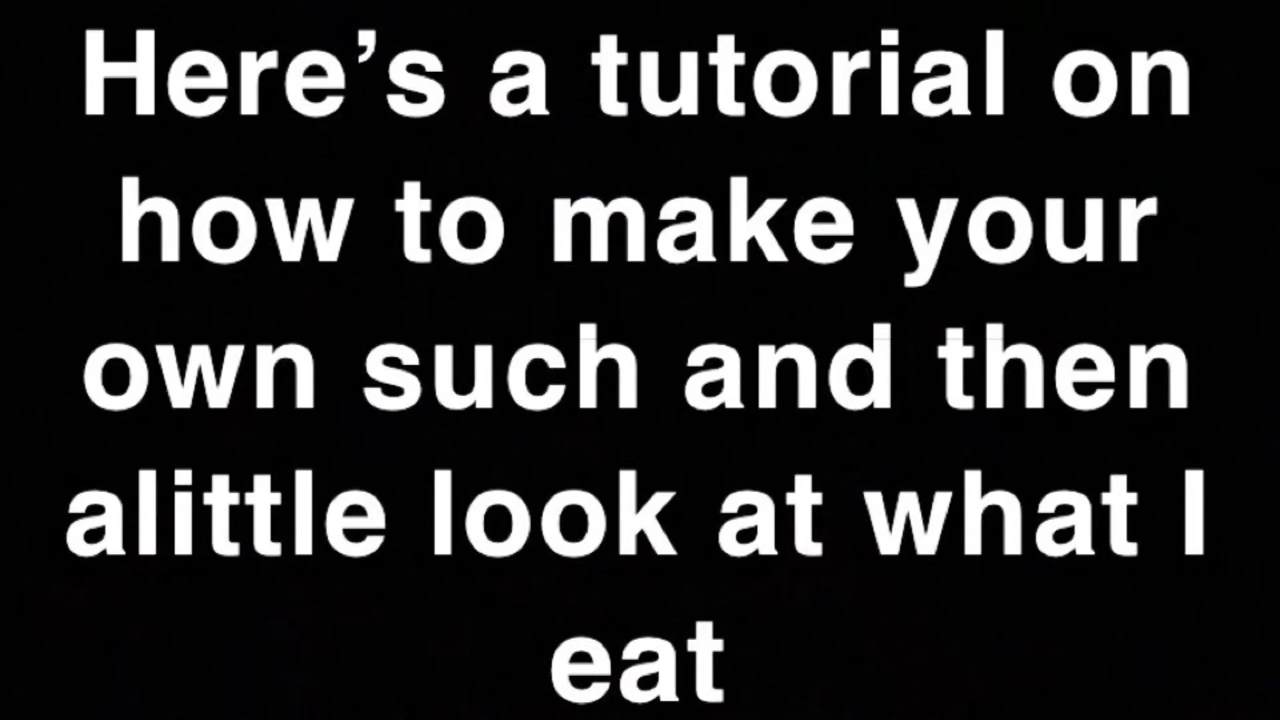 Here’s a tutorial on
how to make your
own such and then
alittle look at what I
eat